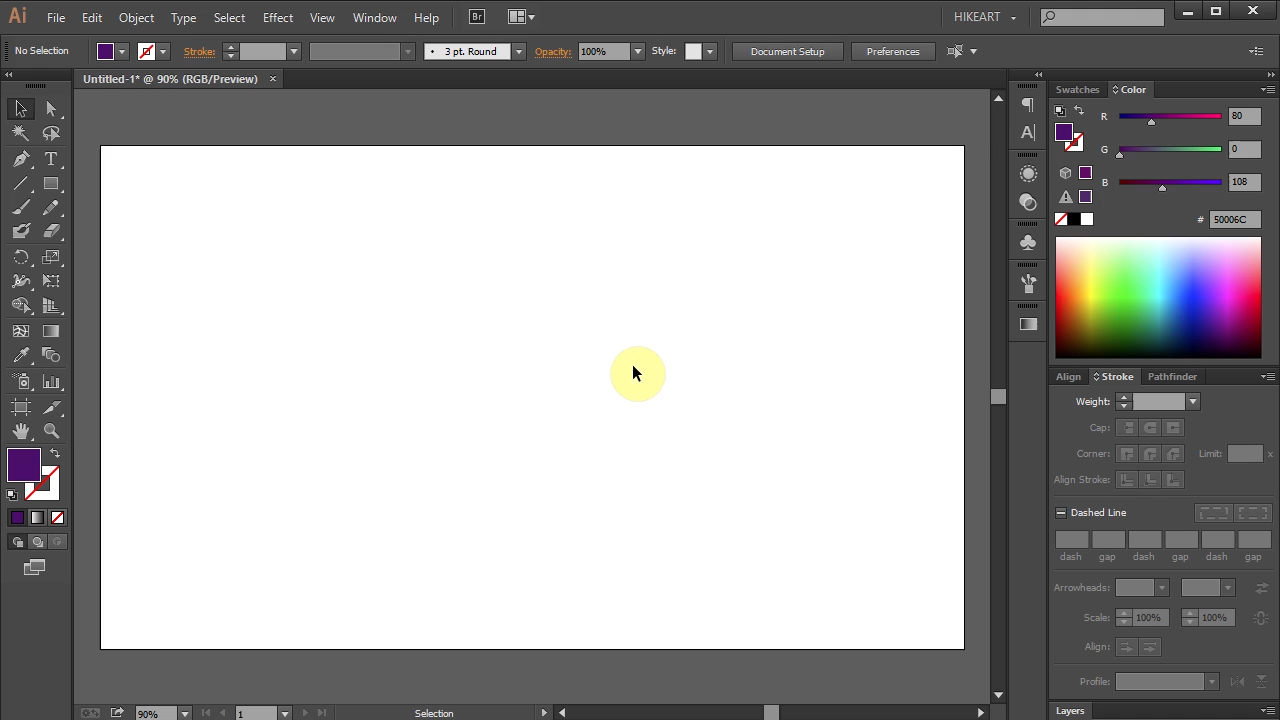 Ai File Edit Object Type Select Effect View Window Help Br HIKEART
No Selection Stroke: 3 pt. Round Opacity: 100% Style: Document Setup Preferences
Untitled-1* @ 90% (RGB/Preview) ×
Swatches Color
R 80
G 0
B 108
# 50006C
Align Stroke Pathfinder
Weight:
Cap:
Corner: Limit: x
Align Stroke:
Dashed Line
dash gap dash gap dash gap
Arrowheads:
Scale: 100% 100%
Align:
Profile:
Layers
90% 1 Selection